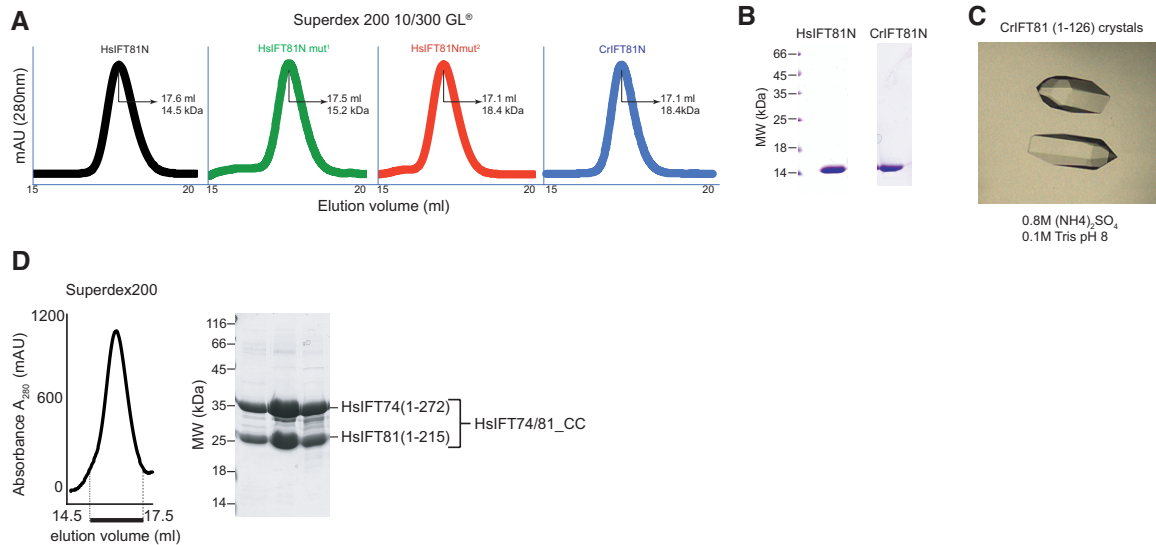 A
Superdex 200 10/300 GL®
HsIFT81N
HsIFT81N mut¹
HsIFT81Nmut²
CrIFT81N
mAU (280nm)
17.6 ml
14.5 kDa
17.5 ml
15.2 kDa
17.1 ml
18.4 kDa
17.1 ml
18.4kDa
15 20
15 20
15 20
15 20
Elution volume (ml)
B
HsIFT81N CrIFT81N
MW (kDa)
66
45
35
25
18
14
C
CrIFT81 (1-126) crystals
0.8M (NH4)₂SO₄
0.1M Tris pH 8
D
Superdex200
Absorbance A₂₈₀ (mAU)
1200
600
0
14.5 17.5
elution volume (ml)
MW (kDa)
116
66
45
35
25
18
14
HsIFT74(1-272)
HsIFT81(1-215)
HsIFT74/81_CC